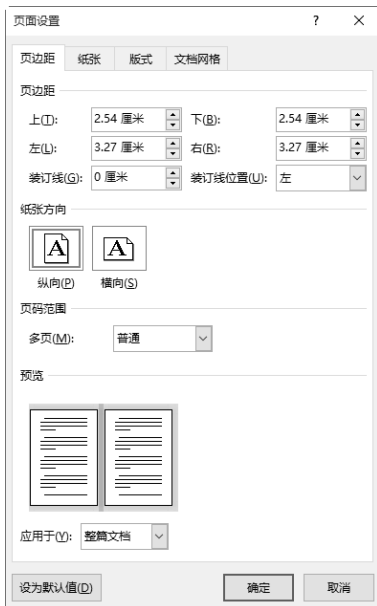 页面设置 ? ×
页边距 纸张 版式 文档网格
页边距
上(T): 2.54 厘米 下(B): 2.54 厘米
左(L): 3.27 厘米 右(R): 3.27 厘米
装订线(G): 0 厘米 装订线位置(U): 左
纸张方向
A A
纵向(P) 横向(S)
页码范围
多页(M): 普通
预览
应用于(Y): 整篇文档
设为默认值(D) 确定 取消